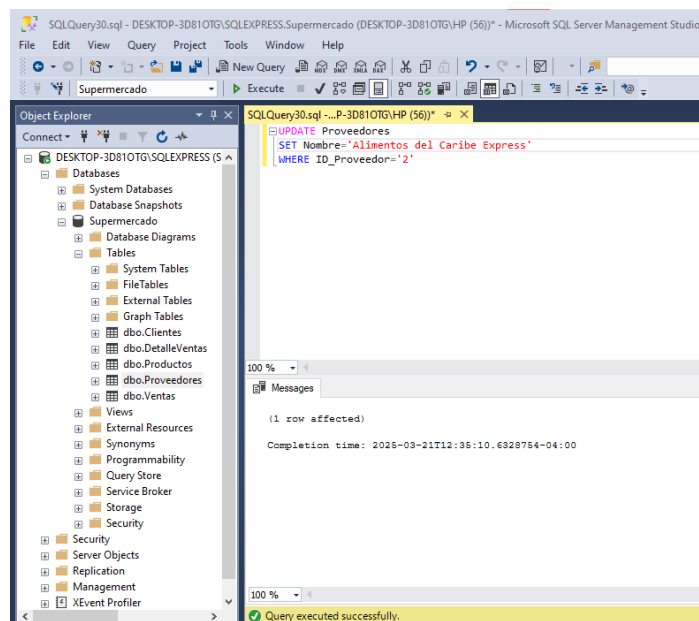 SQLQuery30.sql - DESKTOP-3D81OTG\SQLEXPRESS.Supermercado (DESKTOP-3D81OTG\HP (56))* - Microsoft SQL Server Management Studio
File Edit View Query Project Tools Window Help
New Query
Supermercado Execute
Object Explorer
Connect
DESKTOP-3D81OTG\SQLEXPRESS (S
Databases
System Databases
Database Snapshots
Supermercado
Database Diagrams
Tables
System Tables
FileTables
External Tables
Graph Tables
dbo.Clientes
dbo.DetalleVentas
dbo.Productos
dbo.Proveedores
dbo.Ventas
Views
External Resources
Synonyms
Programmability
Query Store
Service Broker
Storage
Security
Security
Server Objects
Replication
Management
XEvent Profiler
SQLQuery30.sql -...P-3D81OTG\HP (56))*
UPDATE Proveedores
SET Nombre='Alimentos del Caribe Express'
WHERE ID_Proveedor='2'
100 %
Messages
(1 row affected)
Completion time: 2025-03-21T12:35:10.6328754-04:00
100 %
Query executed successfully.